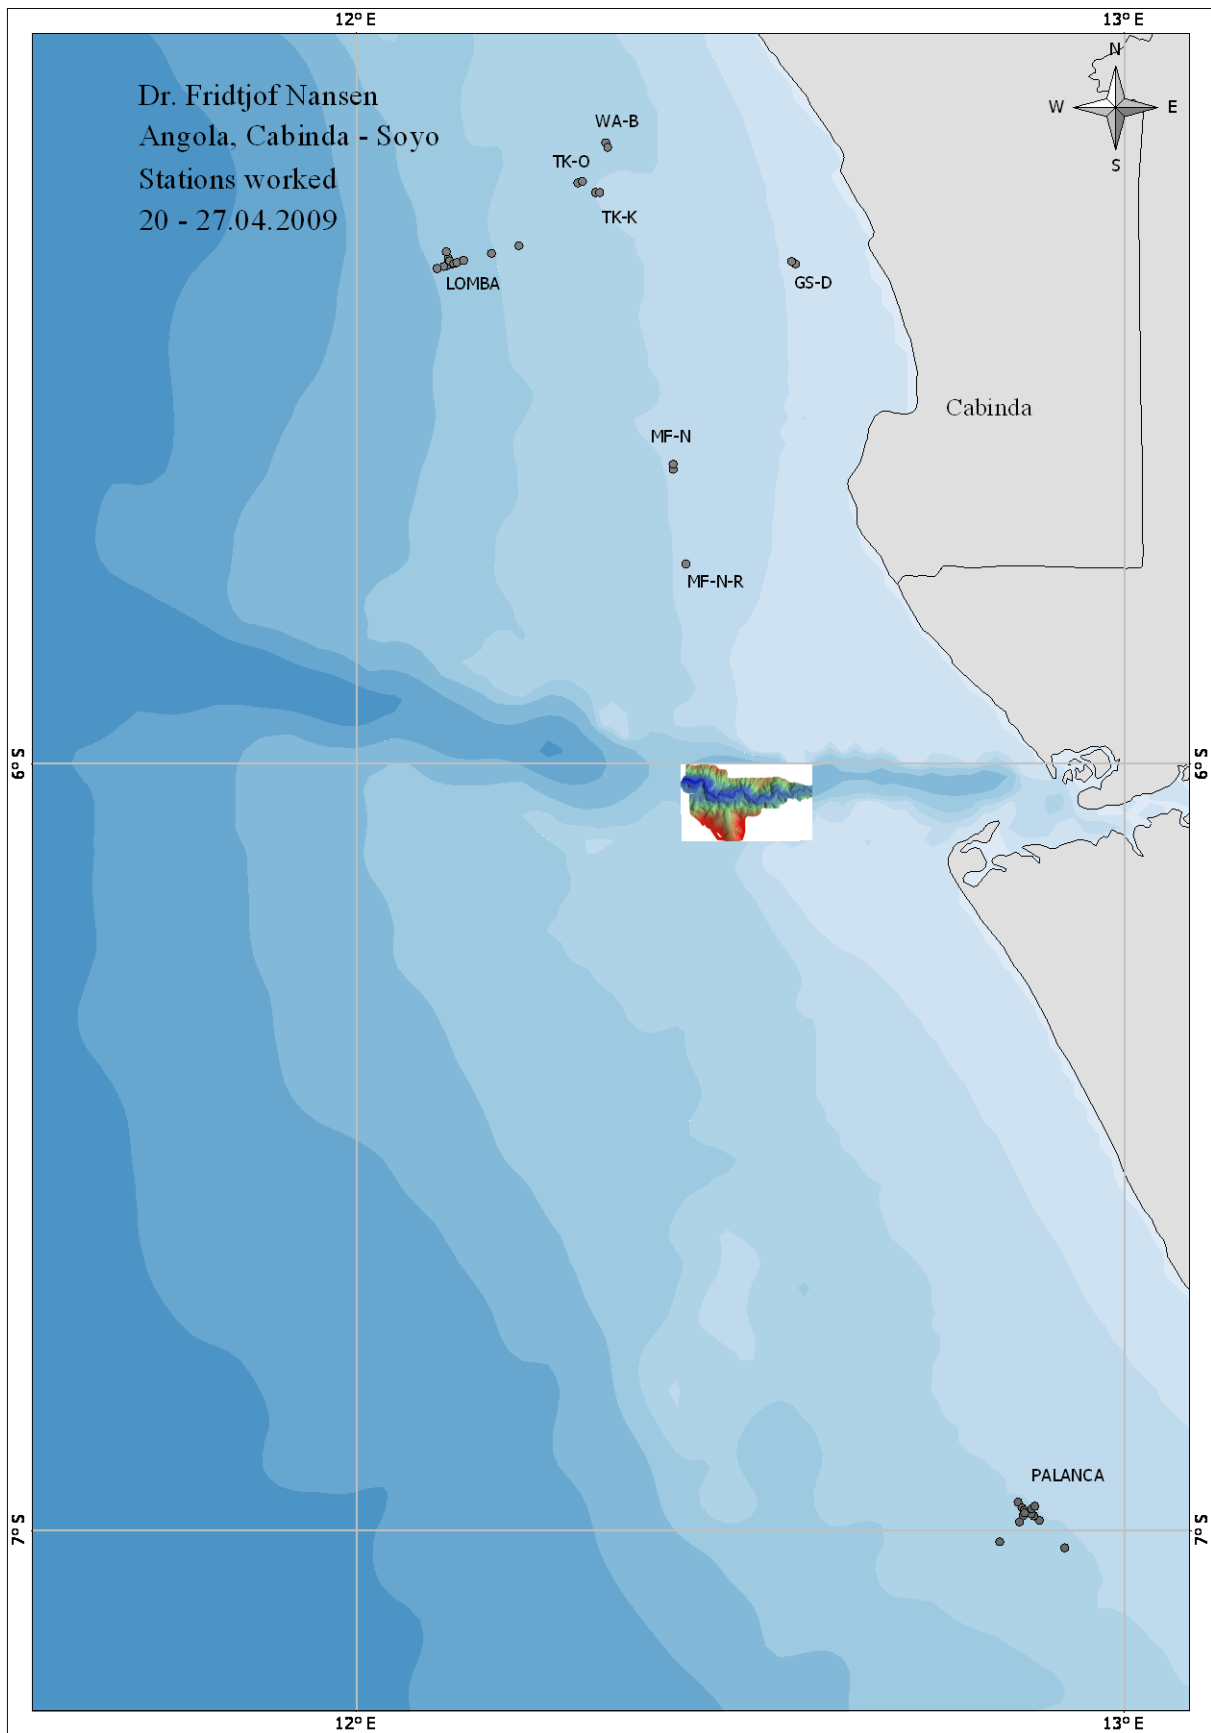 12° E
13° E
N
Dr. Fridtjof Nansen
W
E
WA-B
Angola, Cabinda - Soyo
TK-O
S
Stations worked
20 - 27.04.2009
TK-K
LOMBA
GS-D
Cabinda
MF-N
MF-N-R
6° S
6° S
PALANCA
7° S
7° S
12° E
13° E